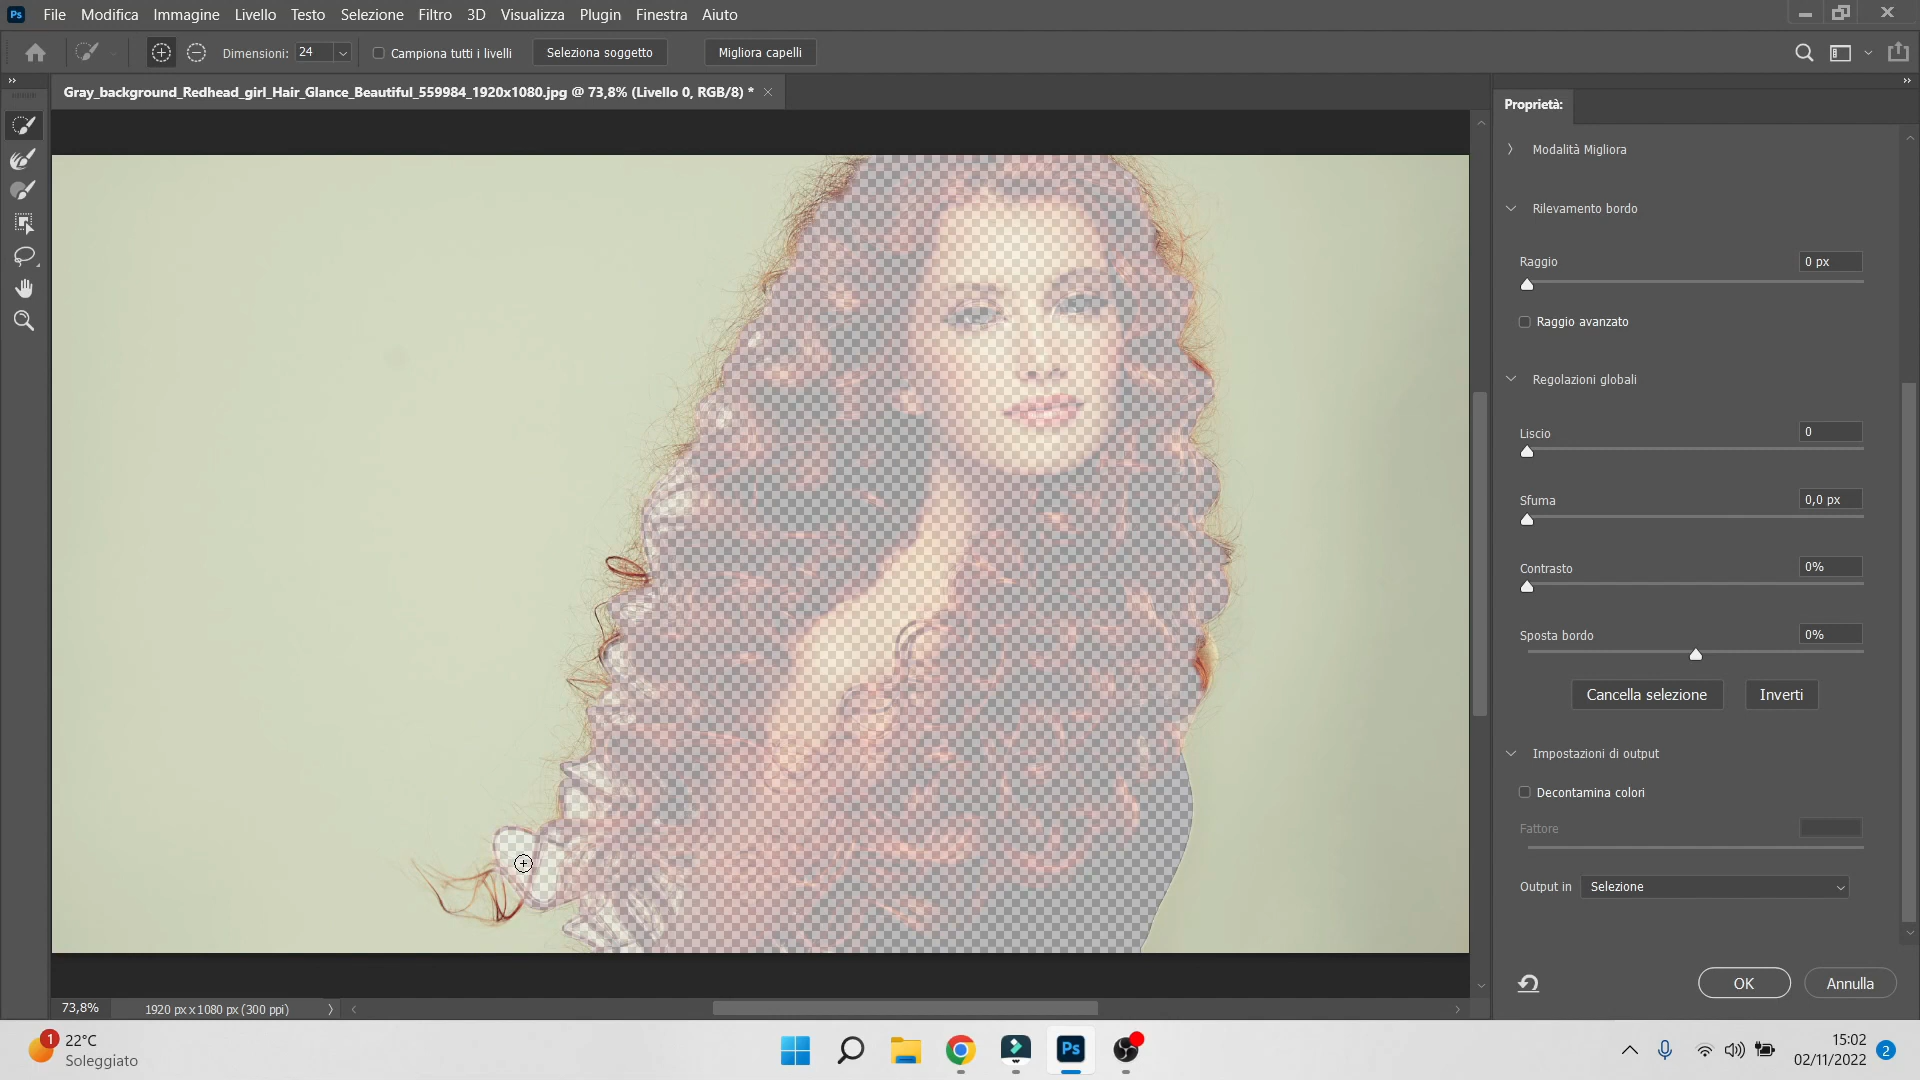 Ps File Modifica Immagine Livello Testo Selezione Filtro 3D Visualizza Plugin Finestra Aiuto
Dimensioni: 24 Campiona tutti i livelli Seleziona soggetto Migliora capelli
Gray_background_Redhead_girl_Hair_Glance_Beautiful_559984_1920x1080.jpg @ 73,8% (Livello 0, RGB/8) *
Proprietà:
Modalità Migliora
Rilevamento bordo
Raggio 0 px
Raggio avanzato
Regolazioni globali
Liscio 0
Sfuma 0,0 px
Contrasto 0%
Sposta bordo 0%
Cancella selezione Inverti
Impostazioni di output
Decontamina colori
Fattore
Output in Selezione
OK Annulla
73,8% 1920 px x 1080 px (300 ppi)
1 22°C
Soleggiato
Ps
15:02
02/11/2022 2